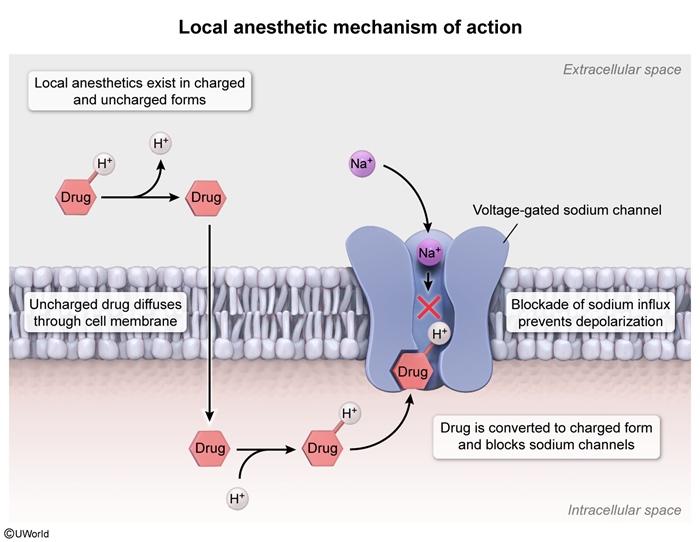 Local anesthetic mechanism of action
Extracellular space
Local anesthetics exist in charged
and uncharged forms
H⁺
H⁺
Drug
Drug
Na⁺
Voltage-gated sodium channel
Na⁺
Uncharged drug diffuses
through cell membrane
Blockade of sodium influx
prevents depolarization
H⁺
Drug
H⁺
Drug
Drug
Drug is converted to charged form
and blocks sodium channels
H⁺
Intracellular space
©UWorld